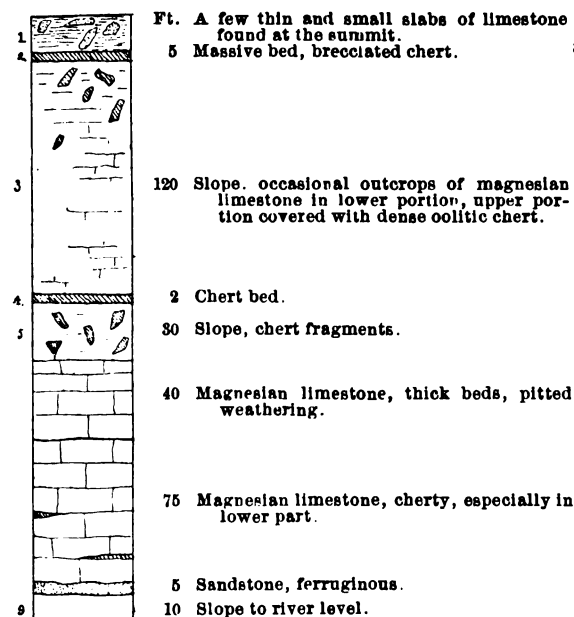 1. Ft. A few thin and small slabs of limestone
found at the summit.
2. 5 Massive bed, brecciated chert.
3 120 Slope. occasional outcrops of magnesian
limestone in lower portion, upper por-
tion covered with dense oolitic chert.
4. 2 Chert bed.
5 30 Slope, chert fragments.
40 Magnesian limestone, thick beds, pitted
weathering.
75 Magnesian limestone, cherty, especially in
lower part.
5 Sandstone, ferruginous.
9 10 Slope to river level.